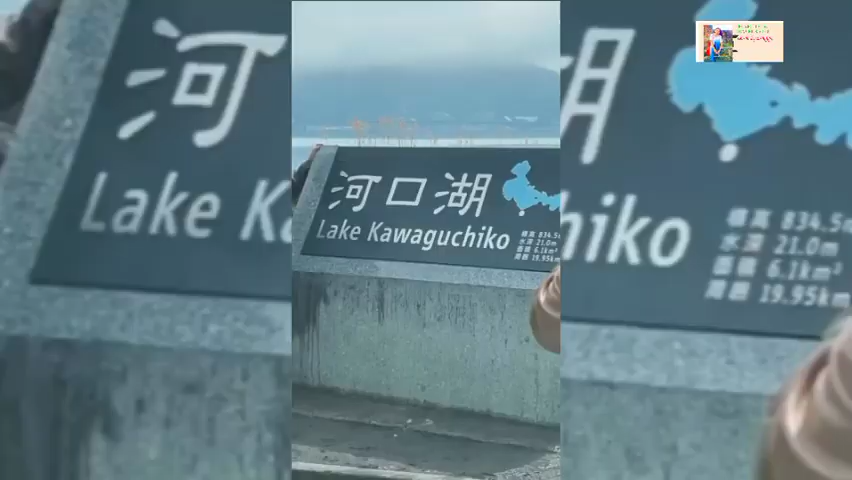 河口湖
Lake Kawaguchiko
標高 834.5m
水深 21.0m
面積 6.1km²
周囲 19.95km